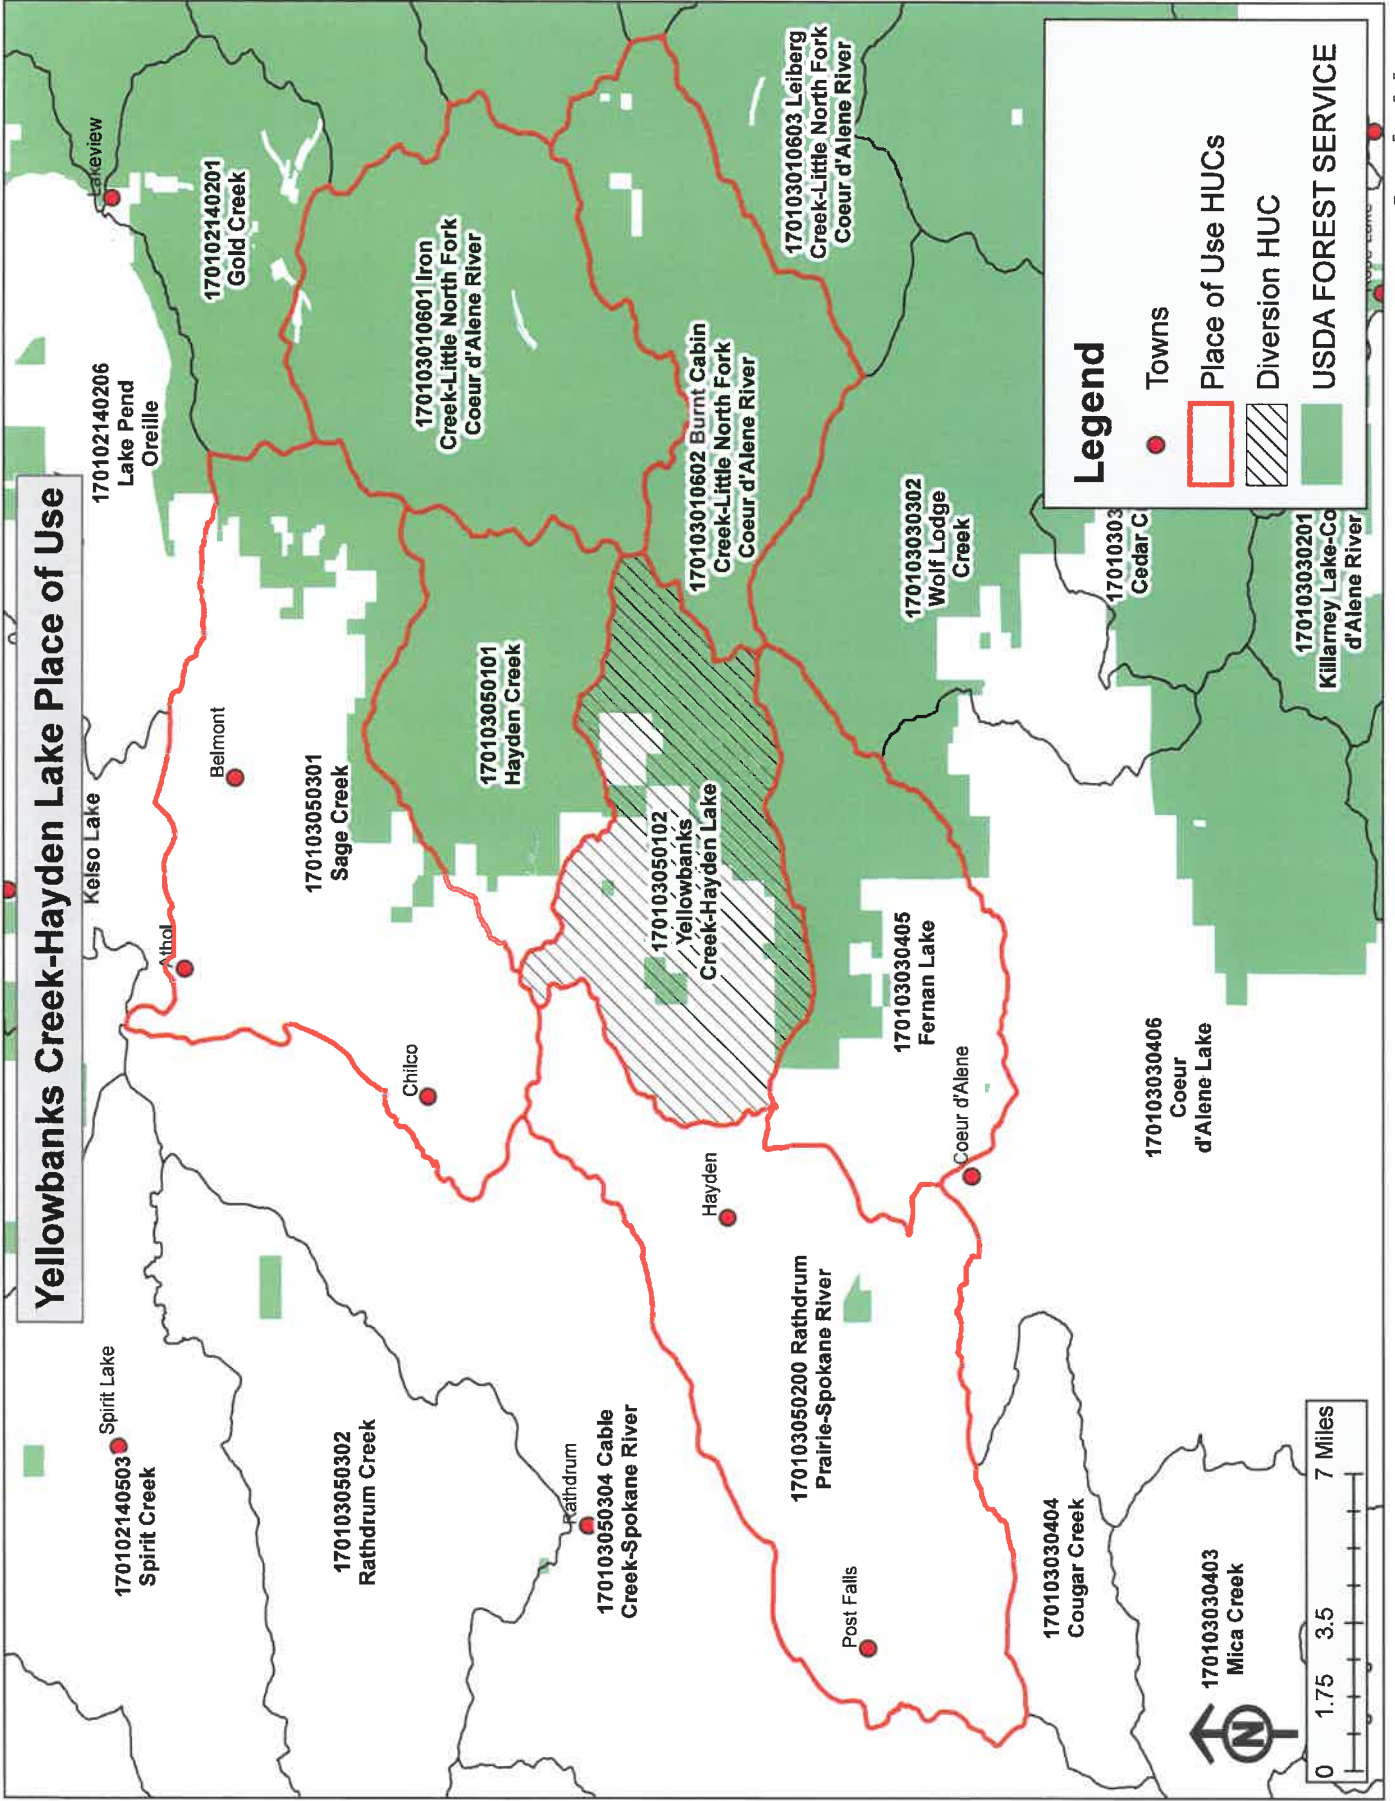 Yellowbanks Creek-Hayden Lake Place of Use
170102140503
Spirit Creek
Spirit Lake
170103050302
Rathdrum Creek
Rathdrum
170103050304 Cable
Creek-Spokane River
Kelso Lake
Athol
Belmont
Chilco
170103050301
Sage Creek
170102140206
Lake Pend
Oreille
Lakeview
170102140201
Gold Creek
170103010601 Iron
Creek-Little North Fork
Coeur d'Alene River
170103050101
Hayden Creek
170103050102
Yellowbanks
Creek-Hayden Lake
170103010602 Burnt Cabin
Creek-Little North Fork
Coeur d'Alene River
170103010603 Leiberg
Creek-Little North Fork
Coeur d'Alene River
Hayden
170103050200 Rathdrum
Prairie-Spokane River
Post Falls
170103030405
Fernan Lake
Coeur d'Alene
170103030302
Wolf Lodge
Creek
170103030404
Cougar Creek
170103030406
Coeur
d'Alene Lake
17010303
Cedar C
170103030201
Killarney Lake-Co
d'Alene River
170103030403
Mica Creek
N
0 1.75 3.5 7 Miles
Legend
Towns
Place of Use HUCs
Diversion HUC
USDA FOREST SERVICE